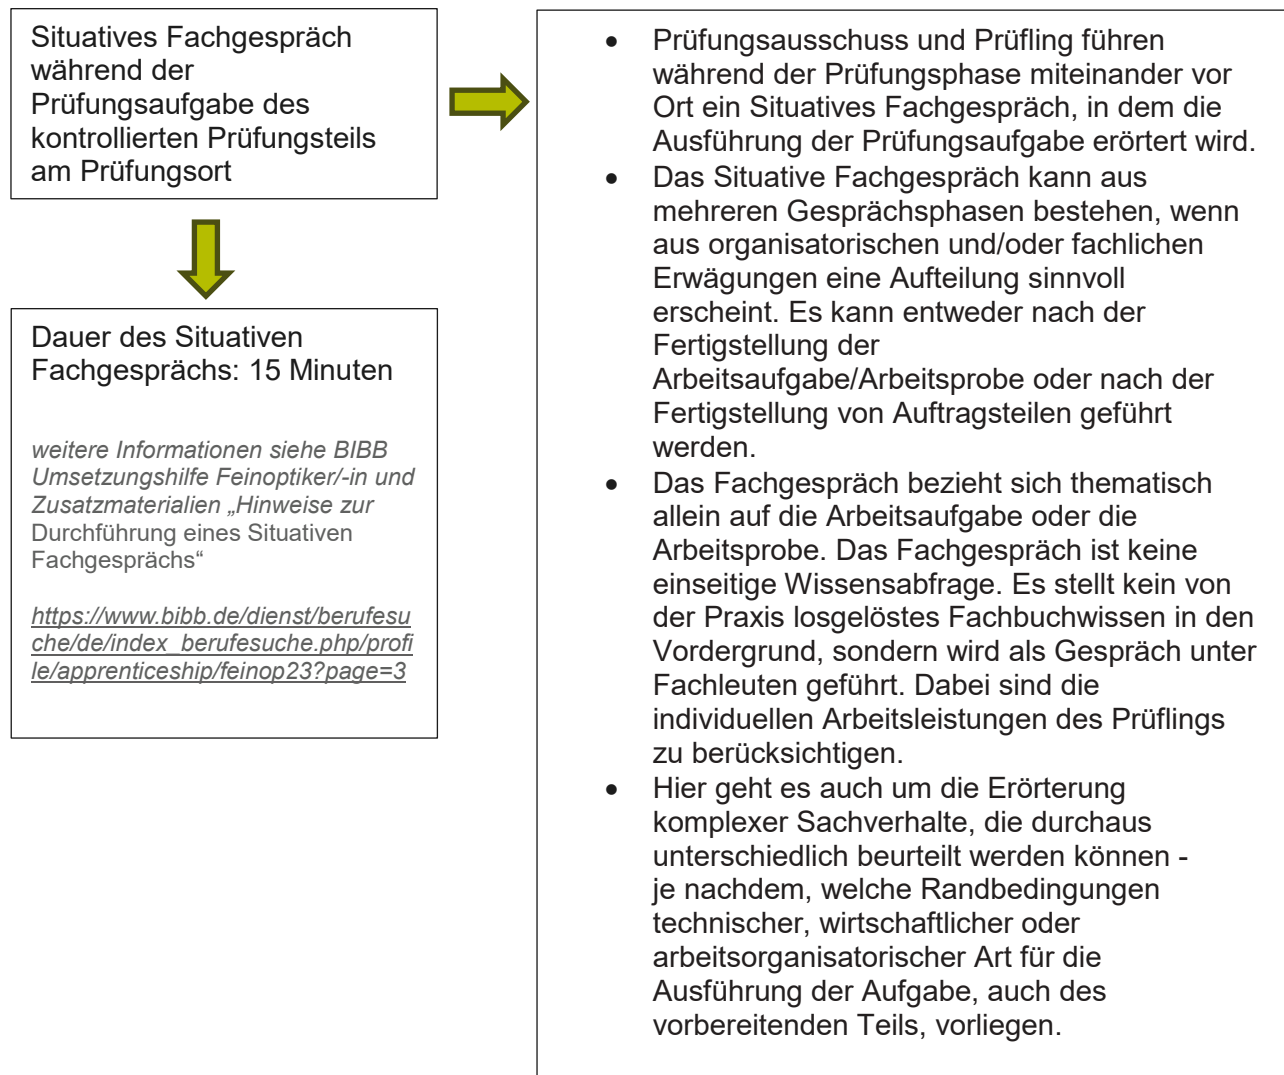 Situatives Fachgespräch
während der
Prüfungsaufgabe des
kontrollierten Prüfungsteils
am Prüfungsort
Dauer des Situativen
Fachgesprächs: 15 Minuten
weitere Informationen siehe BIBB
Umsetzungshilfe Feinoptiker/-in und
Zusatzmaterialien „Hinweise zur
Durchführung eines Situativen
Fachgesprächs“
https://www.bibb.de/dienst/berufesu
che/de/index_berufesuche.php/profi
le/apprenticeship/feinop23?page=3
• Prüfungsausschuss und Prüfling führen
während der Prüfungsphase miteinander vor
Ort ein Situatives Fachgespräch, in dem die
Ausführung der Prüfungsaufgabe erörtert wird.
• Das Situative Fachgespräch kann aus
mehreren Gesprächsphasen bestehen, wenn
aus organisatorischen und/oder fachlichen
Erwägungen eine Aufteilung sinnvoll
erscheint. Es kann entweder nach der
Fertigstellung der
Arbeitsaufgabe/Arbeitsprobe oder nach der
Fertigstellung von Auftragsteilen geführt
werden.
• Das Fachgespräch bezieht sich thematisch
allein auf die Arbeitsaufgabe oder die
Arbeitsprobe. Das Fachgespräch ist keine
einseitige Wissensabfrage. Es stellt kein von
der Praxis losgelöstes Fachbuchwissen in den
Vordergrund, sondern wird als Gespräch unter
Fachleuten geführt. Dabei sind die
individuellen Arbeitsleistungen des Prüflings
zu berücksichtigen.
• Hier geht es auch um die Erörterung
komplexer Sachverhalte, die durchaus
unterschiedlich beurteilt werden können -
je nachdem, welche Randbedingungen
technischer, wirtschaftlicher oder
arbeitsorganisatorischer Art für die
Ausführung der Aufgabe, auch des
vorbereitenden Teils, vorliegen.